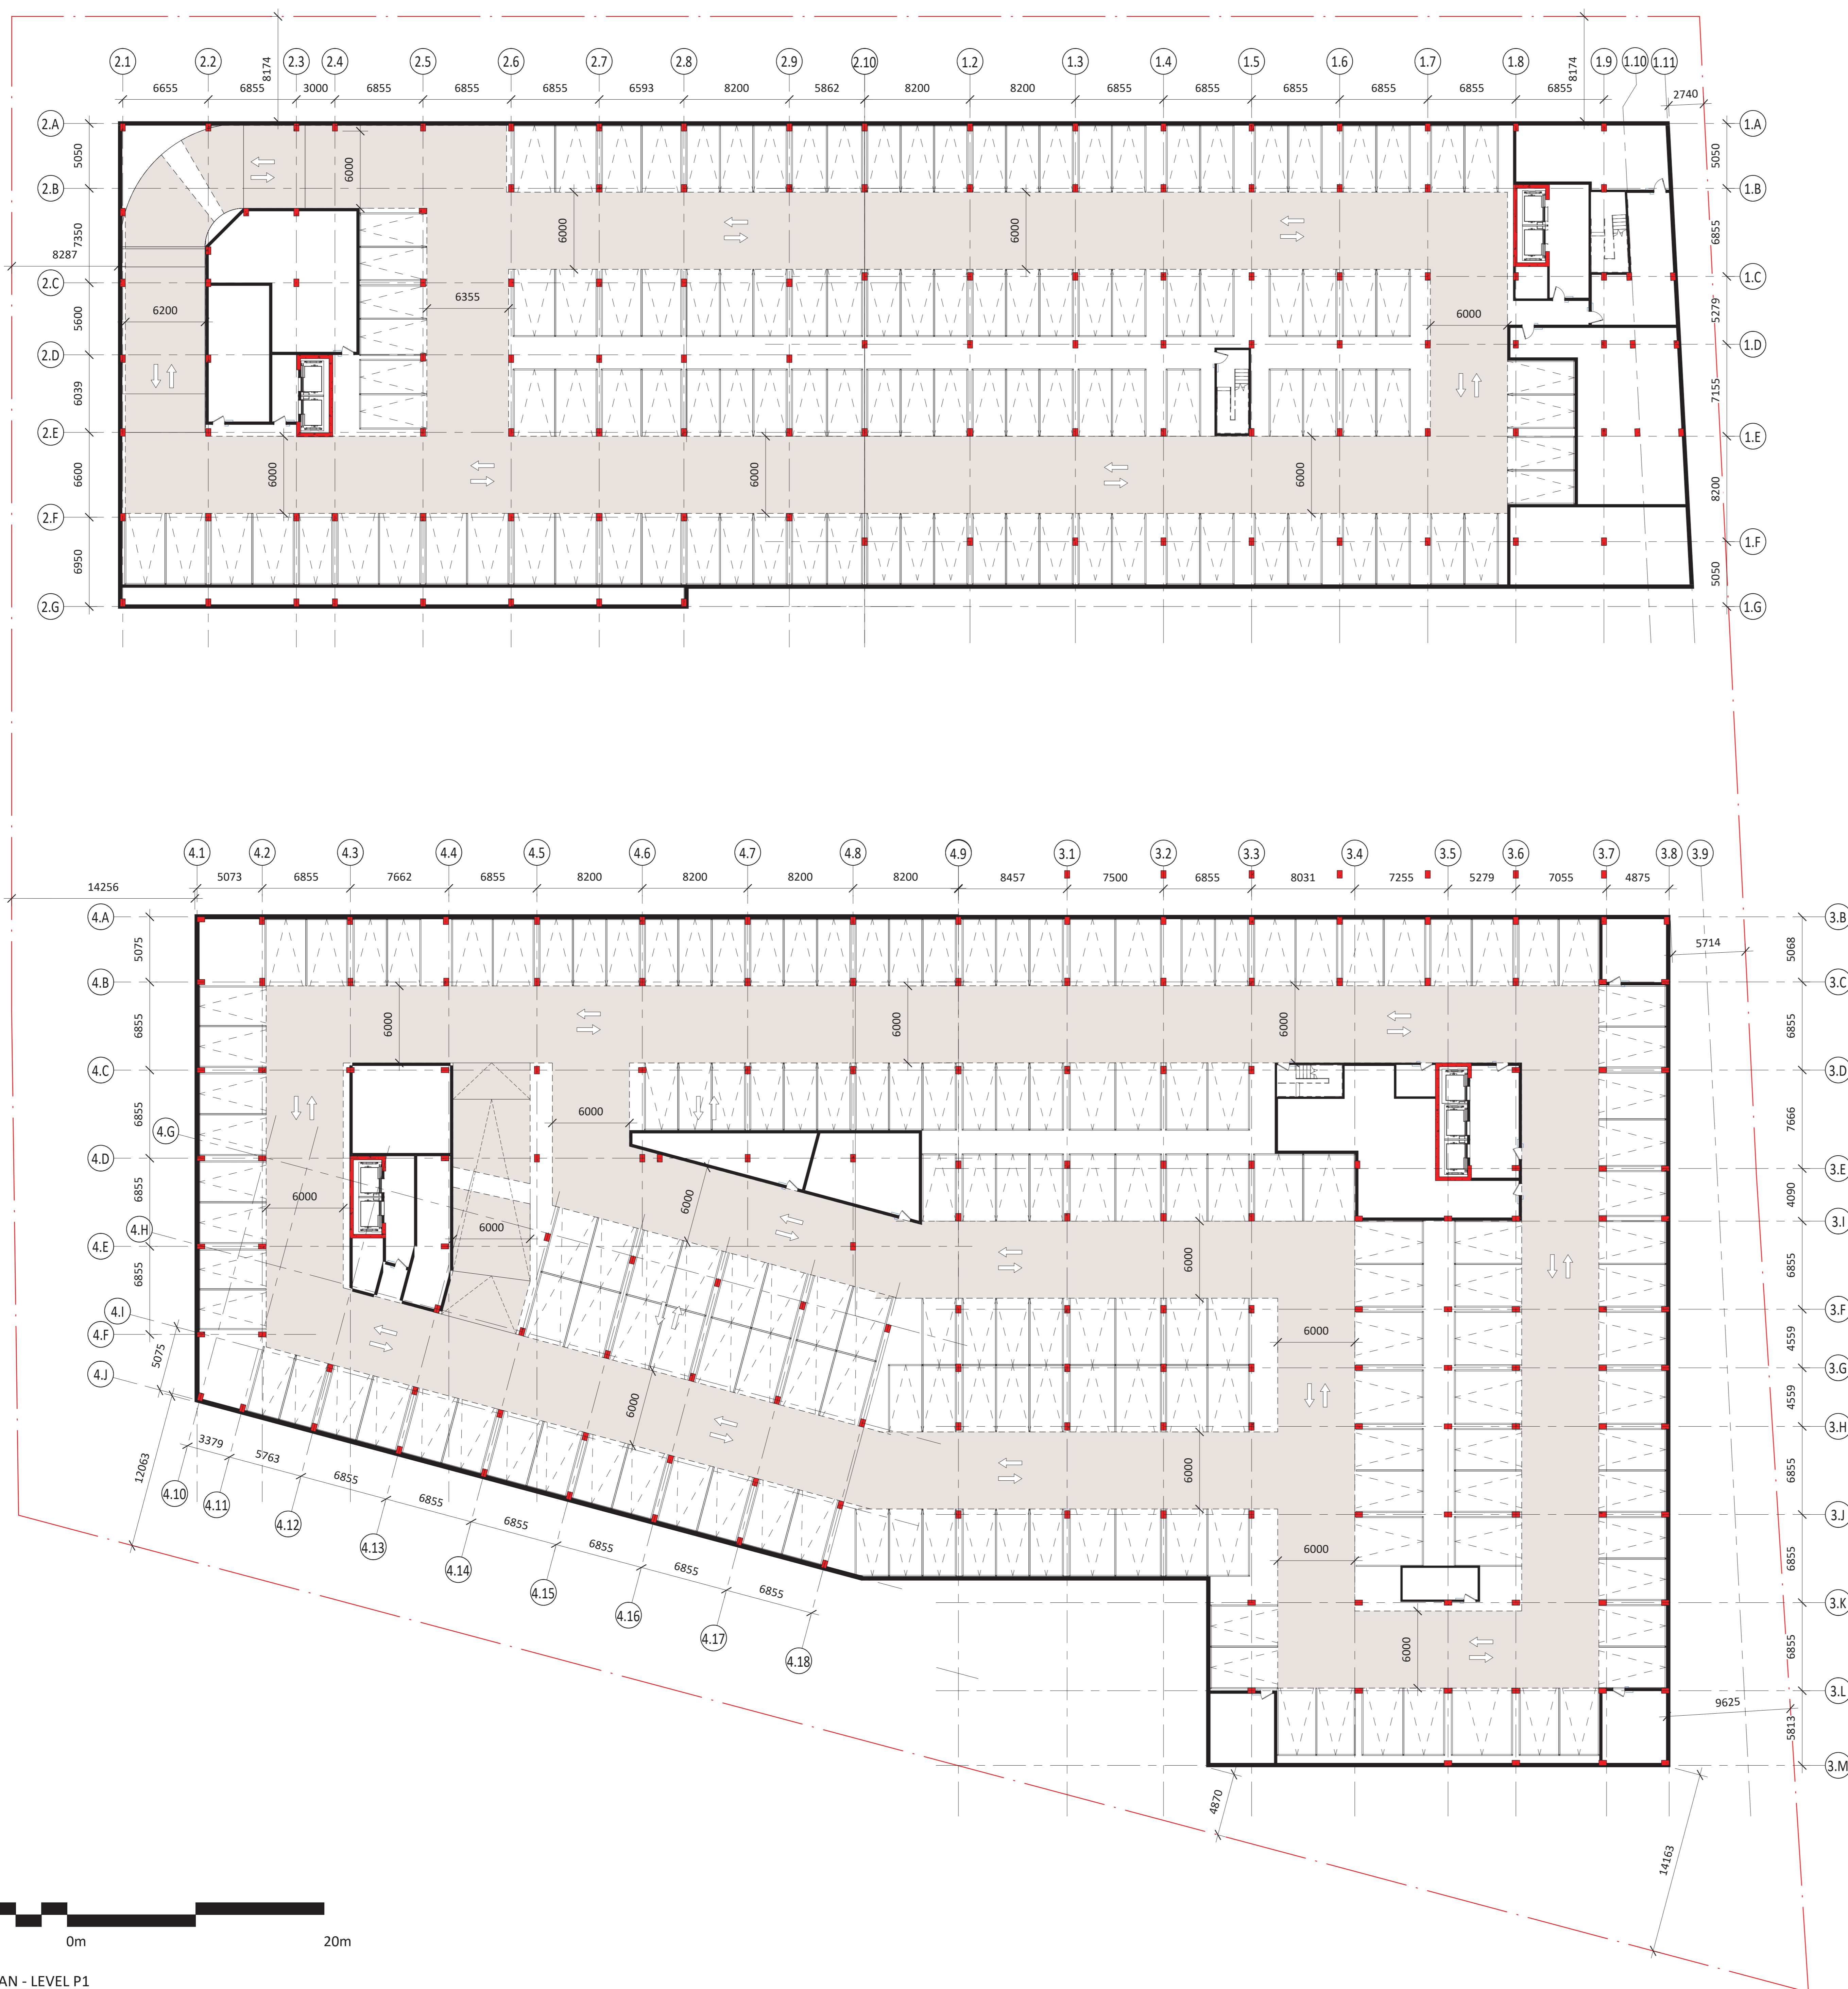 2.1 2.2 2.3 2.4 2.5 2.6 2.7 2.8 2.9 2.10 1.2 1.3 1.4 1.5 1.6 1.7 1.8 1.9 1.10 1.11
8174 8174
6655 6855 3000 6855 6855 6855 6593 8200 5862 8200 8200 6855 6855 6855 6855 6855 6855
2740
2.A 1.A
5050 6000 5050
2.B 1.B
7350 6000 6000 6855
8287
2.C 1.C
5600 6200 6355 6000 5279
2.D 1.D
6039 7155
2.E 1.E
6600 6000 6000 6000 8200
2.F 1.F
6950 5050
2.G 1.G
4.1 4.2 4.3 4.4 4.5 4.6 4.7 4.8 4.9 3.1 3.2 3.3 3.4 3.5 3.6 3.7 3.8 3.9
14256 5073 6855 7662 6855 8200 8200 8200 8200 8457 7500 6855 8031 7255 5279 7055 4875
4.A 3.B
5075 5714 5068
4.B 3.C
6855 6000 6000 6000 6855
4.C 3.D
6855 6000 7666
4.G
4.D 3.E
6855 6000 6000 4090
4.H 3.I
4.E 6000 6000 6855
6855
4.I 3.F
4.F 6000 4559
5075
4.J 3.G
6000 4559
3.H
3379 5763 6855 6855 6855 6855 6855 6855 6000 6855
12063
4.10 4.11 4.12 4.13 4.14 4.15 4.16 4.17 4.18
3.J
6000 6855
3.K
6000 6855
3.L
9625 5813
3.M
4870 14163
0m 20m
AN - LEVEL P1